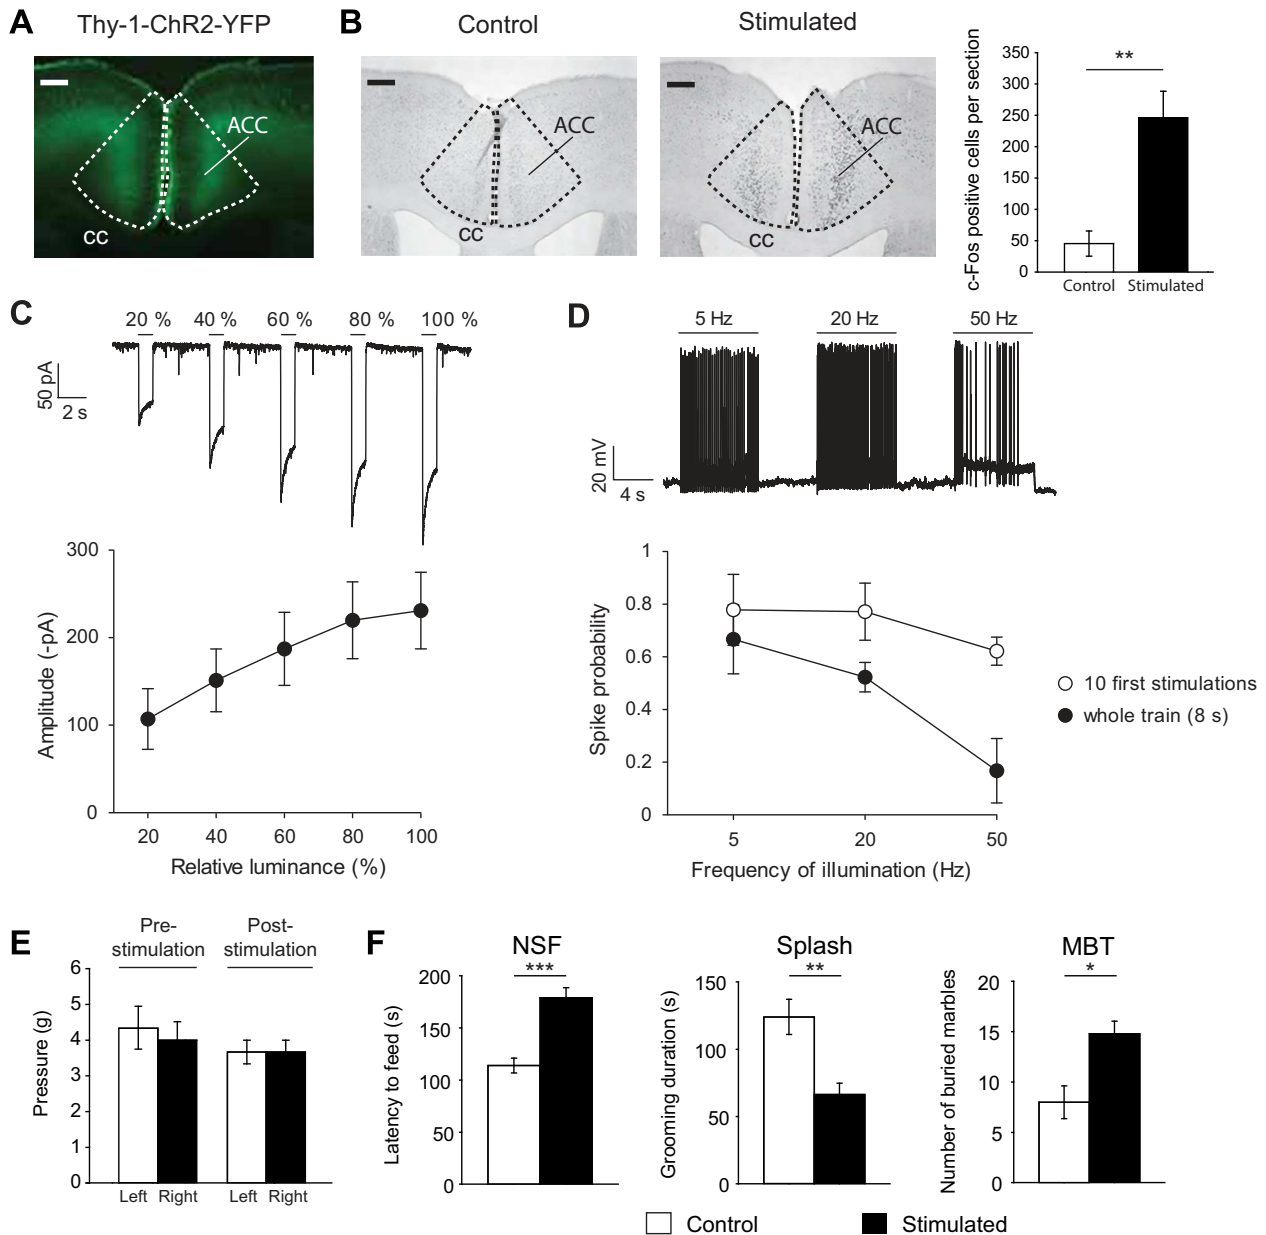 A
Thy-1-ChR2-YFP
ACC
CC
B
Control
Stimulated
ACC
CC
ACC
CC
c-Fos positive cells per section
350
300
250
200
150
100
50
0
**
Control Stimulated
C
20 % 40 % 60 % 80 % 100 %
50 pA
2 s
Amplitude (-pA)
300
200
100
0
20 40 60 80 100
Relative luminance (%)
D
5 Hz 20 Hz 50 Hz
20 mV
4 s
Spike probability
1
0.8
0.6
0.4
0.2
0
5 20 50
Frequency of illumination (Hz)
10 first stimulations
whole train (8 s)
E
Pre-
stimulation
Post-
stimulation
Pressure (g)
6
5
4
3
2
1
0
Left Right Left Right
F
NSF
***
Latency to feed (s)
200
150
100
50
0
Splash
**
Grooming duration (s)
150
100
50
0
MBT
*
Number of buried marbles
20
15
10
5
0
Control
Stimulated